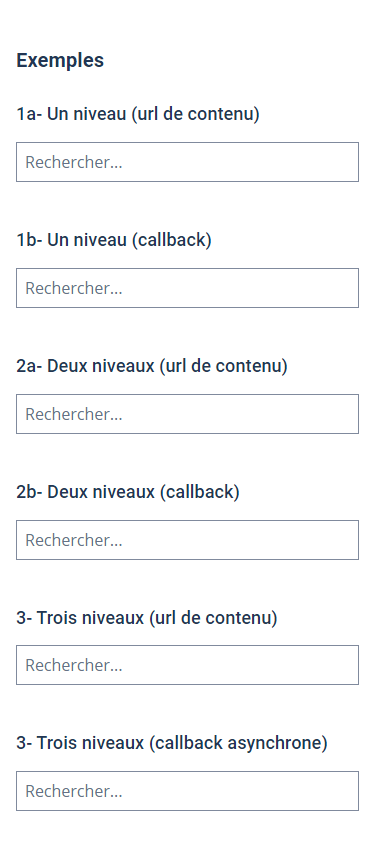 Exemples
1a- Un niveau (url de contenu)
Rechercher...
1b- Un niveau (callback)
Rechercher...
2a- Deux niveaux (url de contenu)
Rechercher...
2b- Deux niveaux (callback)
Rechercher...
3- Trois niveaux (url de contenu)
Rechercher...
3- Trois niveaux (callback asynchrone)
Rechercher...